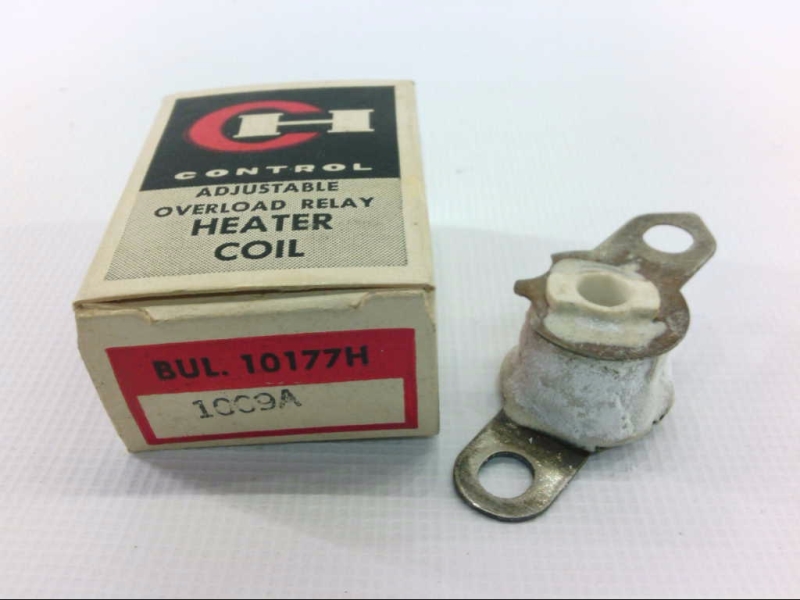 CH
CONTROL
ADJUSTABLE
OVERLOAD RELAY
HEATER
COIL
BUL. 10177H
1009A